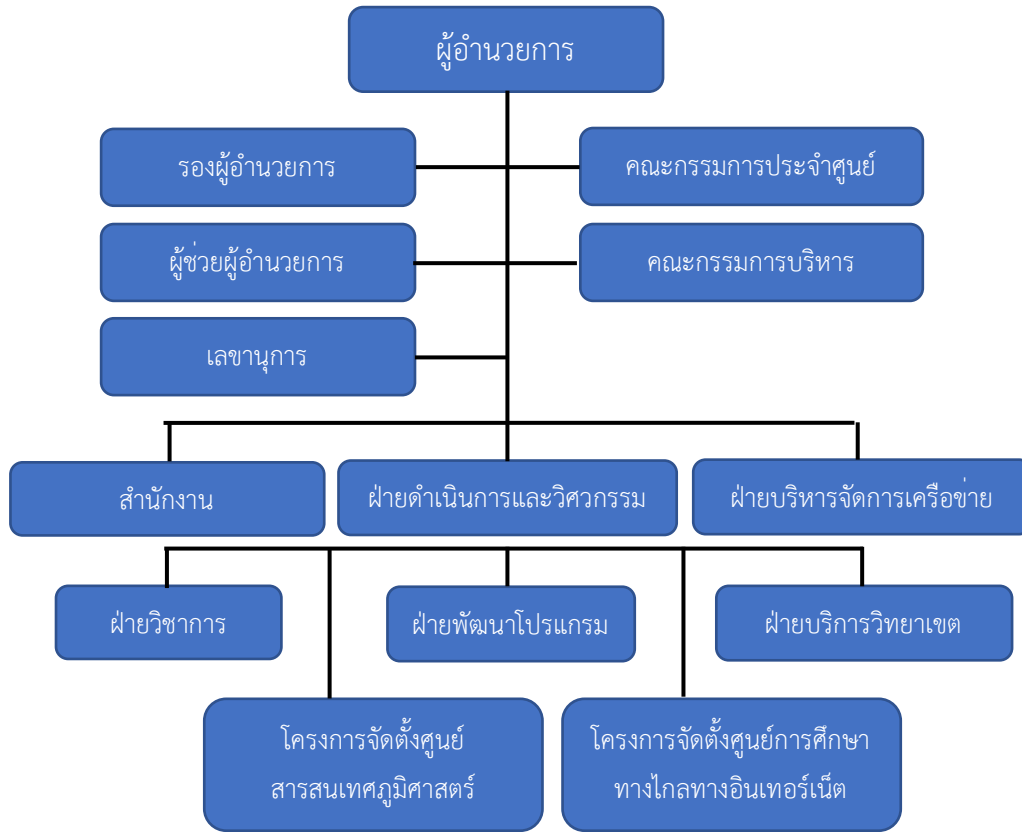 ผู้อำนวยการ
รองผู้อำนวยการ
คณะกรรมการประจำศูนย์
ผู้ช่วยผู้อำนวยการ
คณะกรรมการบริหาร
เลขานุการ
สำนักงาน
ฝ่ายดำเนินการและวิศวกรรม
ฝ่ายบริหารจัดการเครือข่าย
ฝ่ายวิชาการ
ฝ่ายพัฒนาโปรแกรม
ฝ่ายบริการวิทยาเขต
โครงการจัดตั้งศูนย์
สารสนเทศภูมิศาสตร์
โครงการจัดตั้งศูนย์การศึกษา
ทางไกลทางอินเทอร์เน็ต